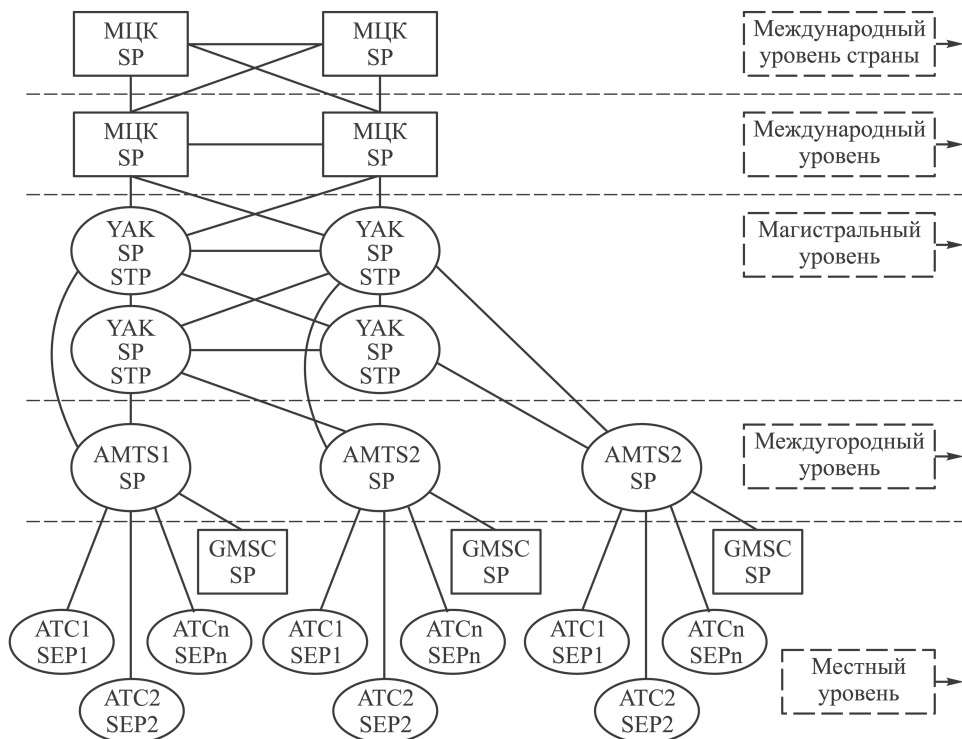 МЦК
SP
МЦК
SP
Международный
уровень страны
МЦК
SP
МЦК
SP
Международный
уровень
YAK
SP
STP
YAK
SP
STP
Магистральный
уровень
YAK
SP
STP
YAK
SP
STP
AMTS1
SP
AMTS2
SP
AMTS2
SP
Междугородный
уровень
GMSC
SP
GMSC
SP
GMSC
SP
ATC1
SEP1
ATCn
SEPn
ATC1
SEP1
ATCn
SEPn
ATC1
SEP1
ATCn
SEPn
ATC2
SEP2
ATC2
SEP2
ATC2
SEP2
Местный
уровень